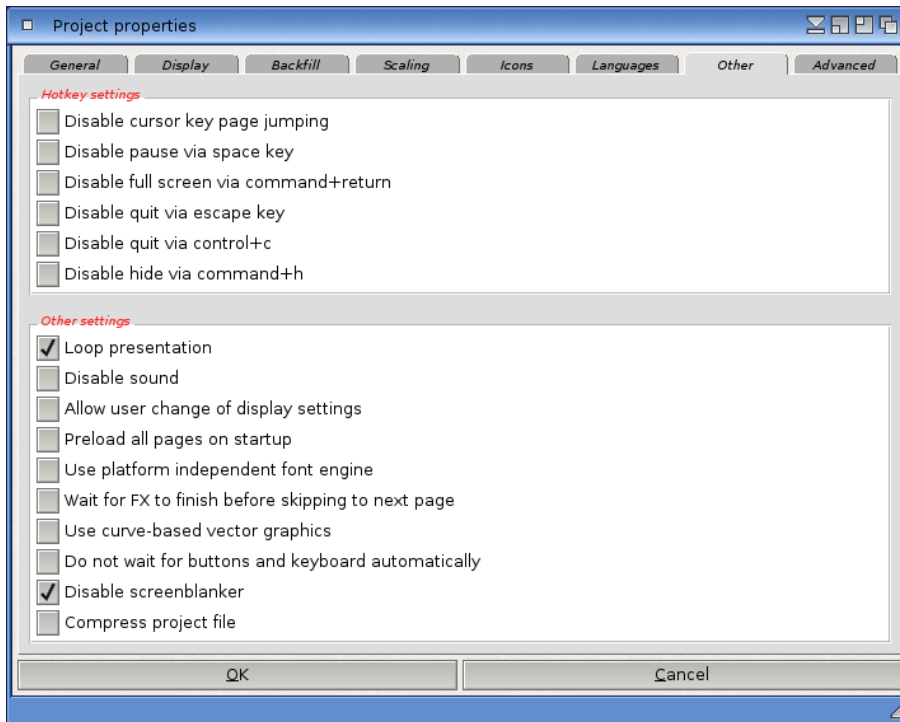 Project properties
General Display Backfill Scaling Icons Languages Other Advanced
Hotkey settings
Disable cursor key page jumping
Disable pause via space key
Disable full screen via command+return
Disable quit via escape key
Disable quit via control+c
Disable hide via command+h
Other settings
Loop presentation
Disable sound
Allow user change of display settings
Preload all pages on startup
Use platform independent font engine
Wait for FX to finish before skipping to next page
Use curve-based vector graphics
Do not wait for buttons and keyboard automatically
Disable screenblanker
Compress project file
OK Cancel